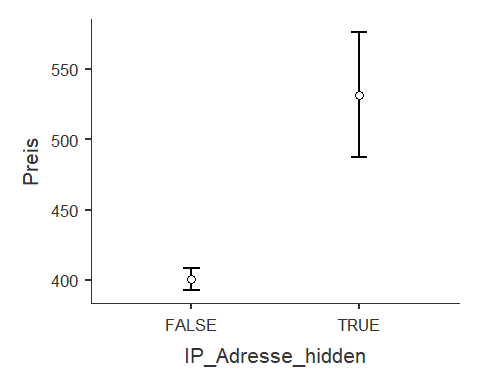 Preis
550
500
450
400
FALSE TRUE
IP_Adresse_hidden